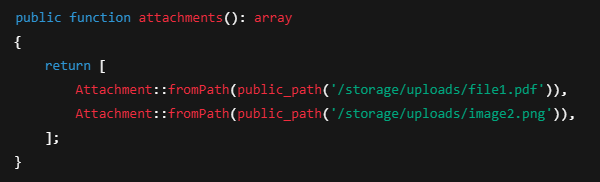 public function attachments(): array
{
    return [
        Attachment::fromPath(public_path('/storage/uploads/file1.pdf')),
        Attachment::fromPath(public_path('/storage/uploads/image2.png')),
    ];
}